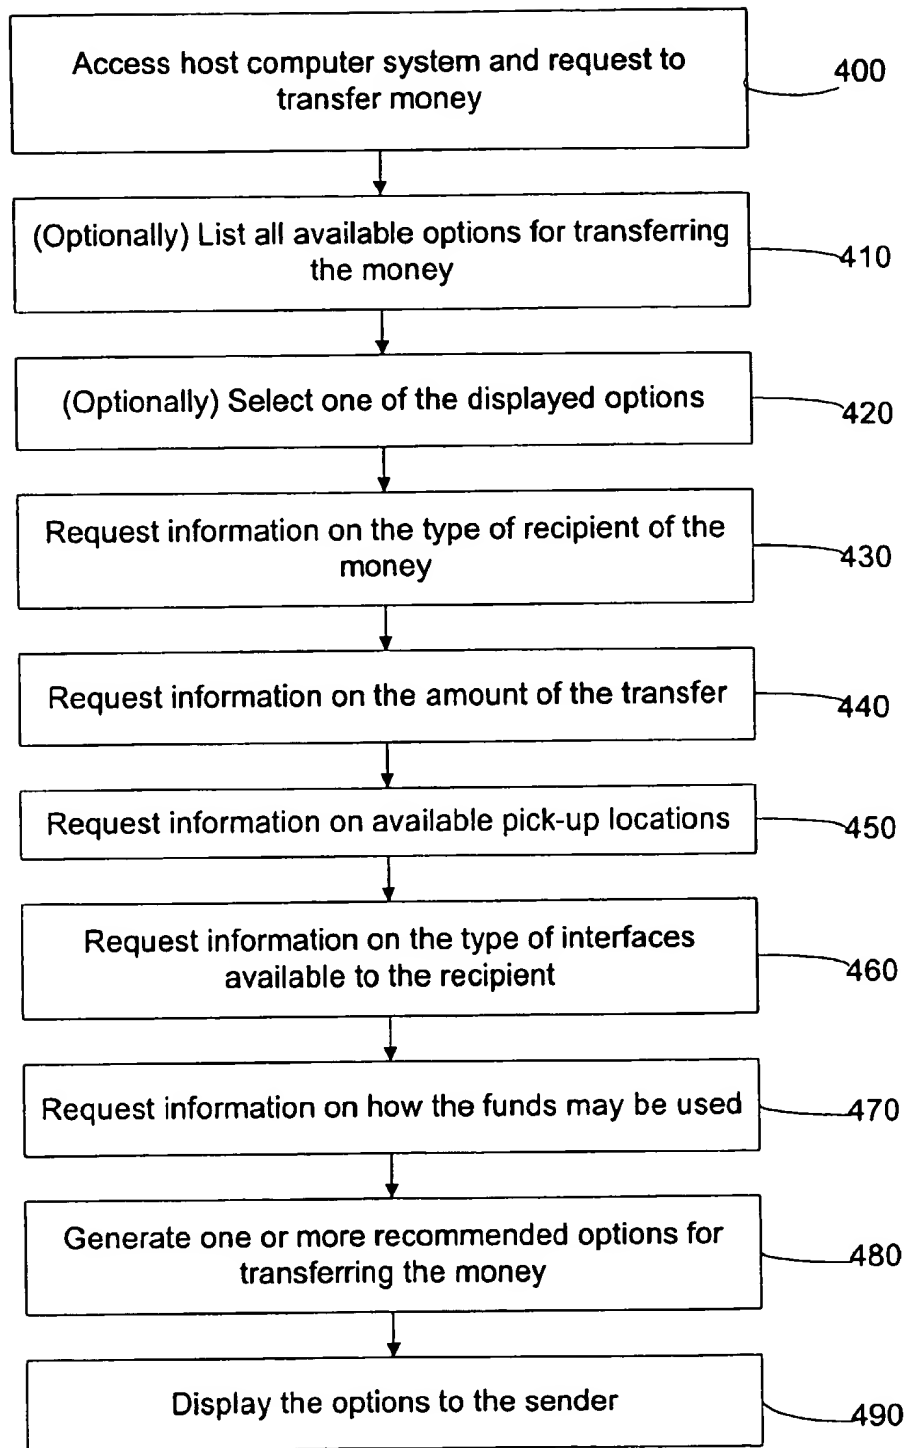 Access host computer system and request to
transfer money
400
(Optionally) List all available options for transferring
the money
410
(Optionally) Select one of the displayed options
420
Request information on the type of recipient of the
money
430
Request information on the amount of the transfer
440
Request information on available pick-up locations
450
Request information on the type of interfaces
available to the recipient
460
Request information on how the funds may be used
470
Generate one or more recommended options for
transferring the money
480
Display the options to the sender
490